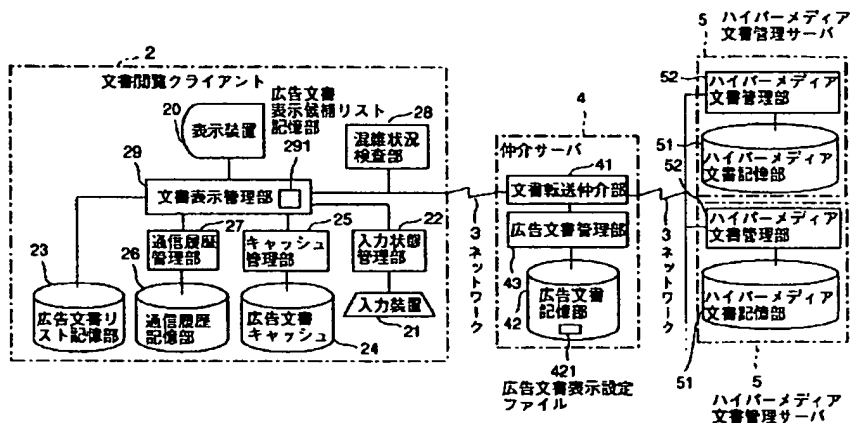 2
文書閲覧クライアント
20
表示装置
広告文書
表示候補リスト
記憶部
28
混雑状況
検査部
29
291
文書表示管理部
27
通信履歴
管理部
25
キャッシュ
管理部
22
入力状態
管理部
23
広告文書リ
スト記憶部
26
通信履歴
記憶部
広告文書
キャッシュ
24
入力装置
21
3
ネットワーク
4
仲介サーバ
41
文書転送仲介部
広告文書管理部
43
42
広告文書
記憶部
421
広告文書表示設定
ファイル
3
ネットワーク
5
ハイパーメディア
文書管理サーバ
52
ハイパーメディア
文書管理部
51
ハイパーメディア
文書記憶部
52
ハイパーメディア
文書管理部
ハイパーメディア
文書記憶部
51
5
ハイパーメディア
文書管理サーバ